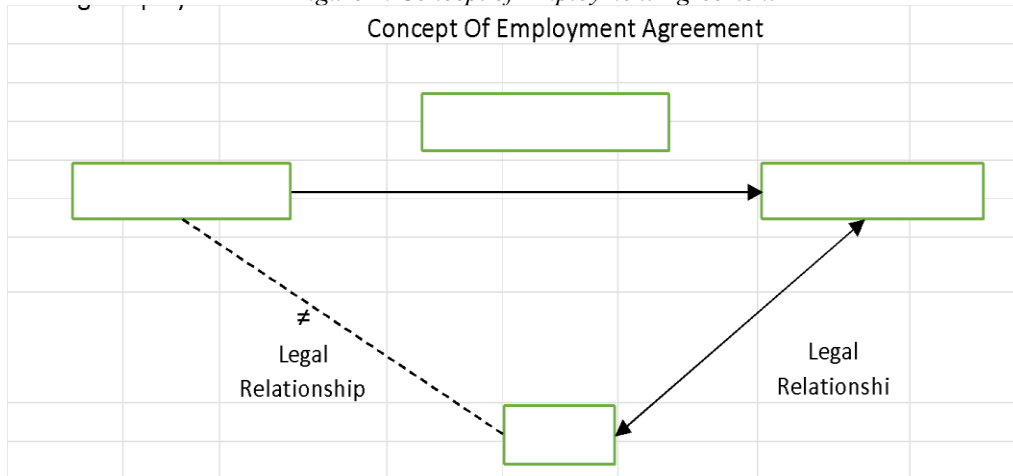 Concept Of Employment Agreement
≠
Legal
Relationship
Legal
Relationshi